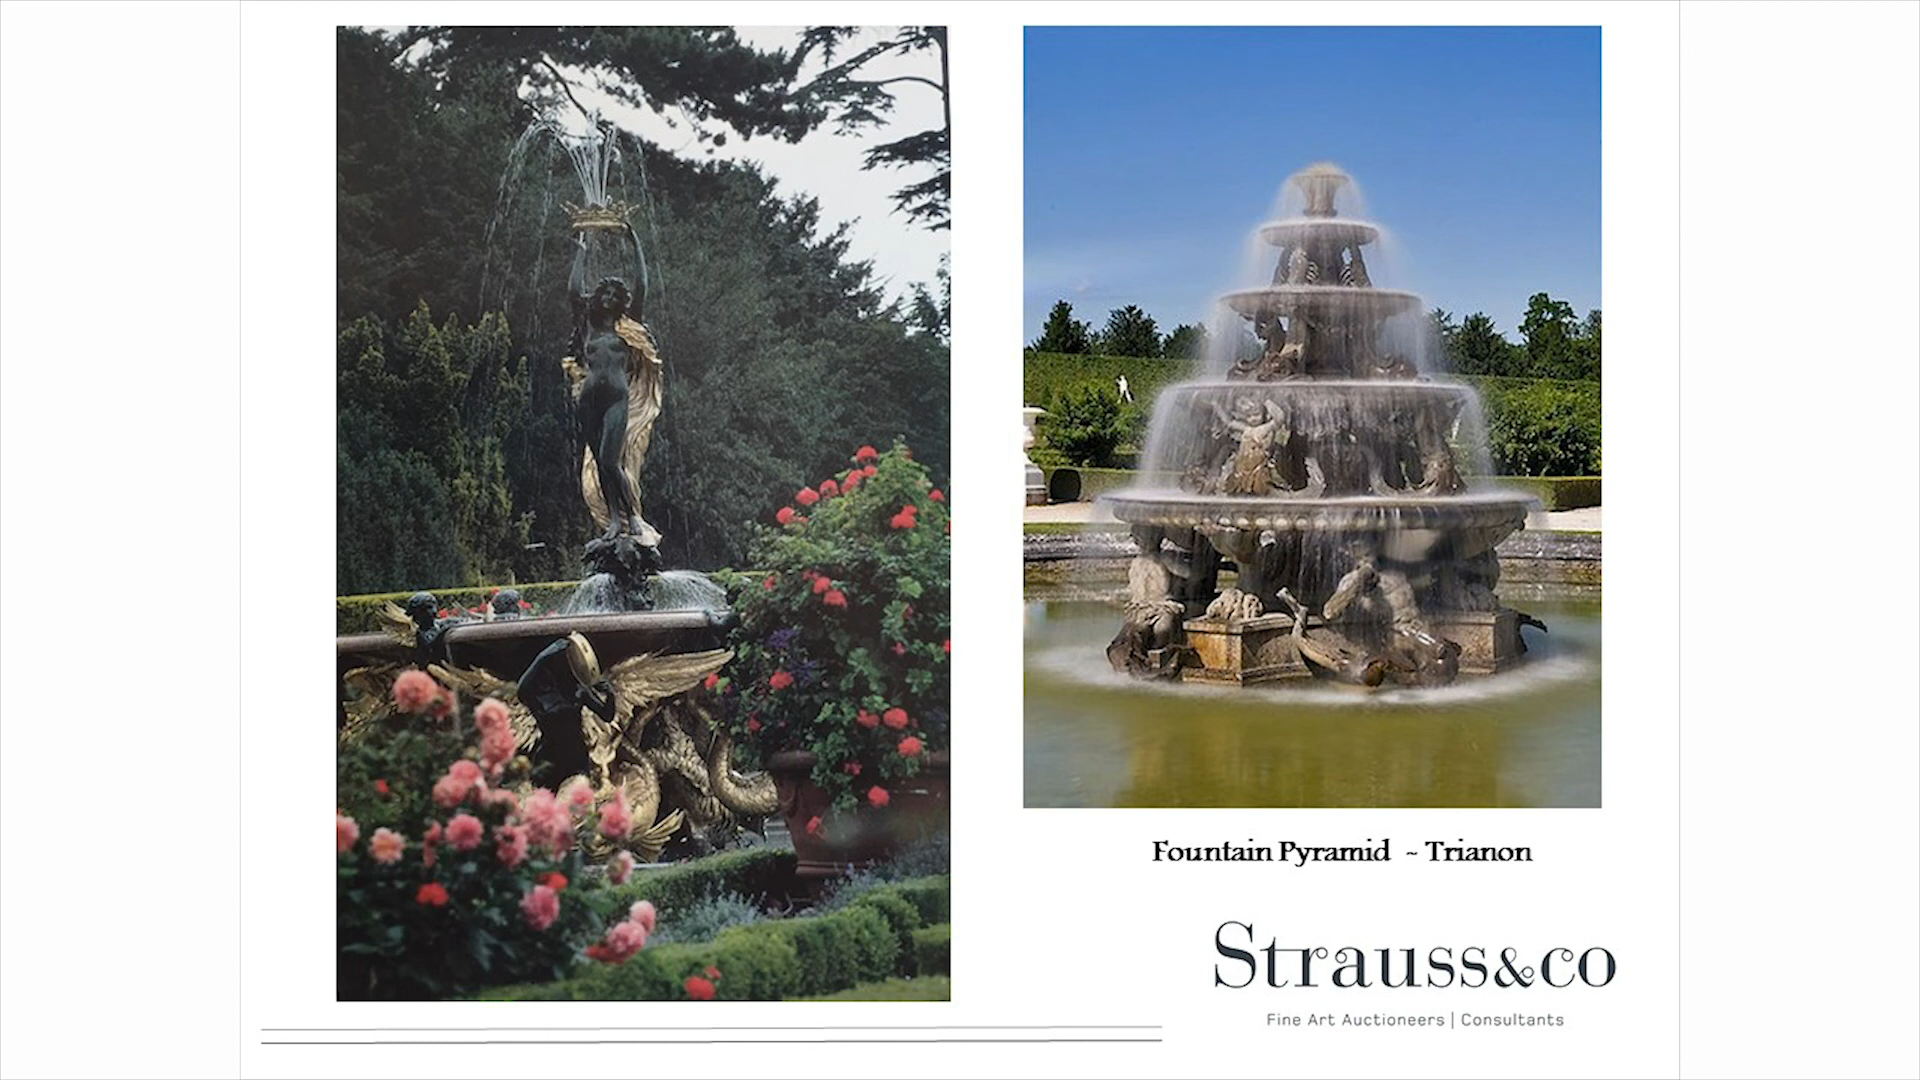 Fountain Pyramid ~ Trianon
Strauss&co
Fine Art Auctioneers | Consultants